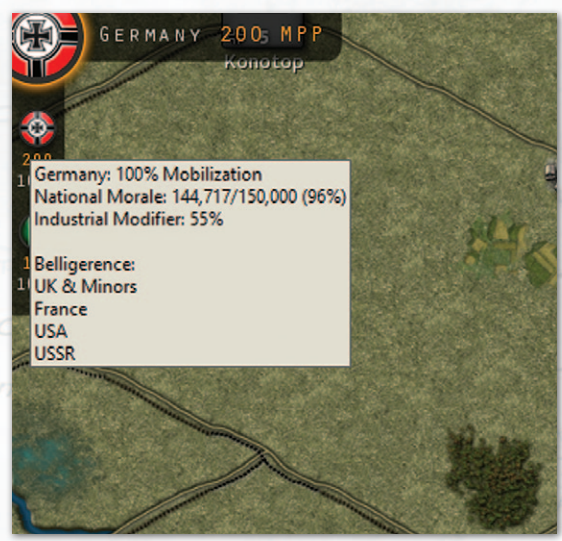 GERMANY 200 MPP
5
Konotop
Germany: 100% Mobilization
National Morale: 144,717/150,000 (96%)
Industrial Modifier: 55%
Belligerence:
UK & Minors
France
USA
USSR